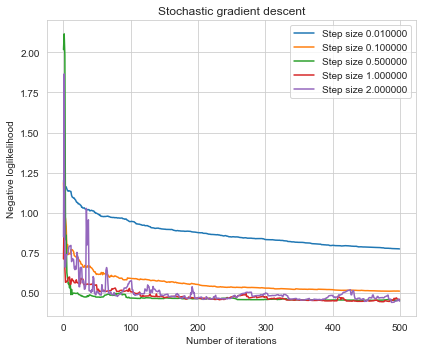 Stochastic gradient descent
Step size 0.010000
Step size 0.100000
Step size 0.500000
Step size 1.000000
Step size 2.000000
Negative loglikelihood
2.00
1.75
1.50
1.25
1.00
0.75
0.50
0 100 200 300 400 500
Number of iterations